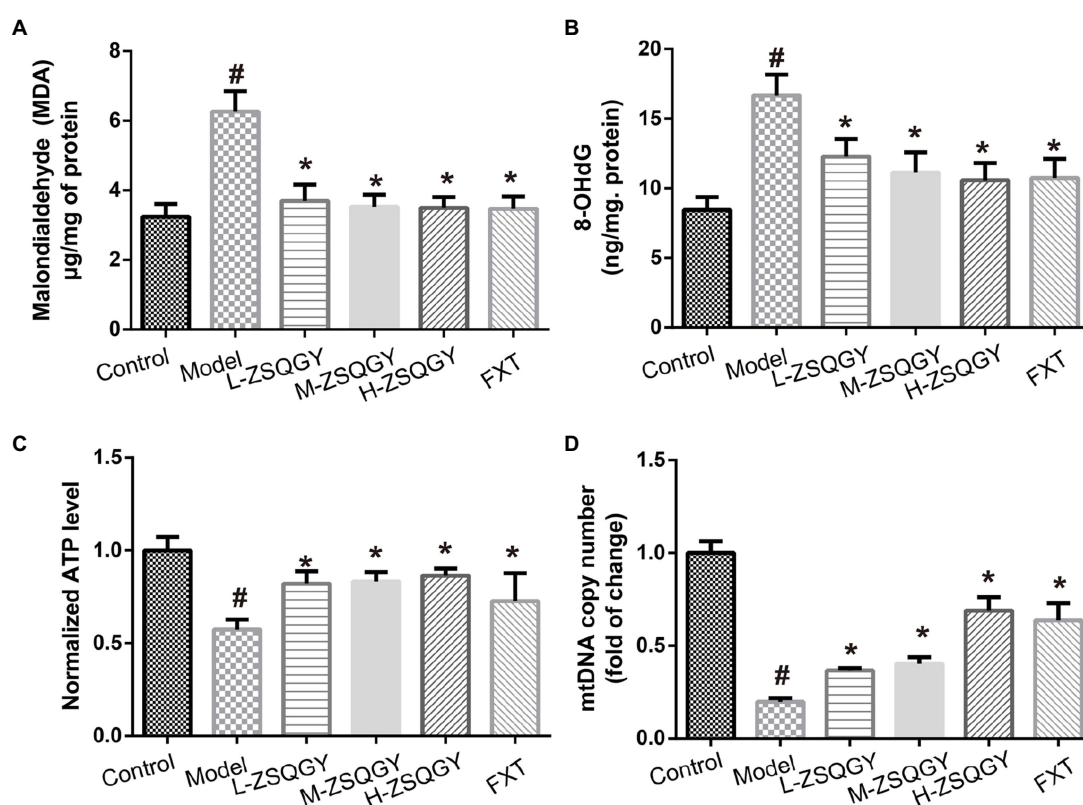 A
Malondialdehyde (MDA)
μg/mg of protein
8
6
4
2
0
#
*
*
*
*
Control
Model
L-ZSQGY
M-ZSQGY
H-ZSQGY
FXT
B
8-OHdG
(ng/mg. protein)
20
15
10
5
0
#
*
*
*
*
Control
Model
L-ZSQGY
M-ZSQGY
H-ZSQGY
FXT
C
Normalized ATP level
1.5
1.0
0.5
0.0
#
*
*
*
*
Control
Model
L-ZSQGY
M-ZSQGY
H-ZSQGY
FXT
D
mtDNA copy number
(fold of change)
1.5
1.0
0.5
0.0
#
*
*
*
*
Control
Model
L-ZSQGY
M-ZSQGY
H-ZSQGY
FXT